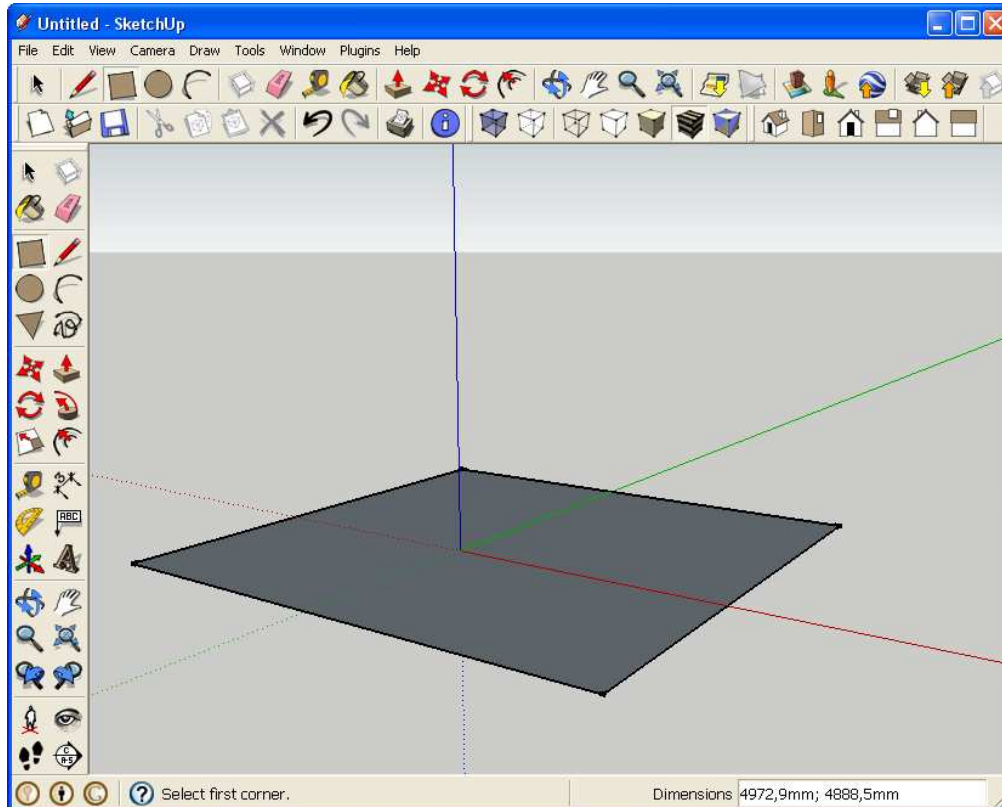 Untitled - SketchUp
File Edit View Camera Draw Tools Window Plugins Help
ABC
C
A-5
Select first corner.
Dimensions 4972,9mm; 4888,5mm